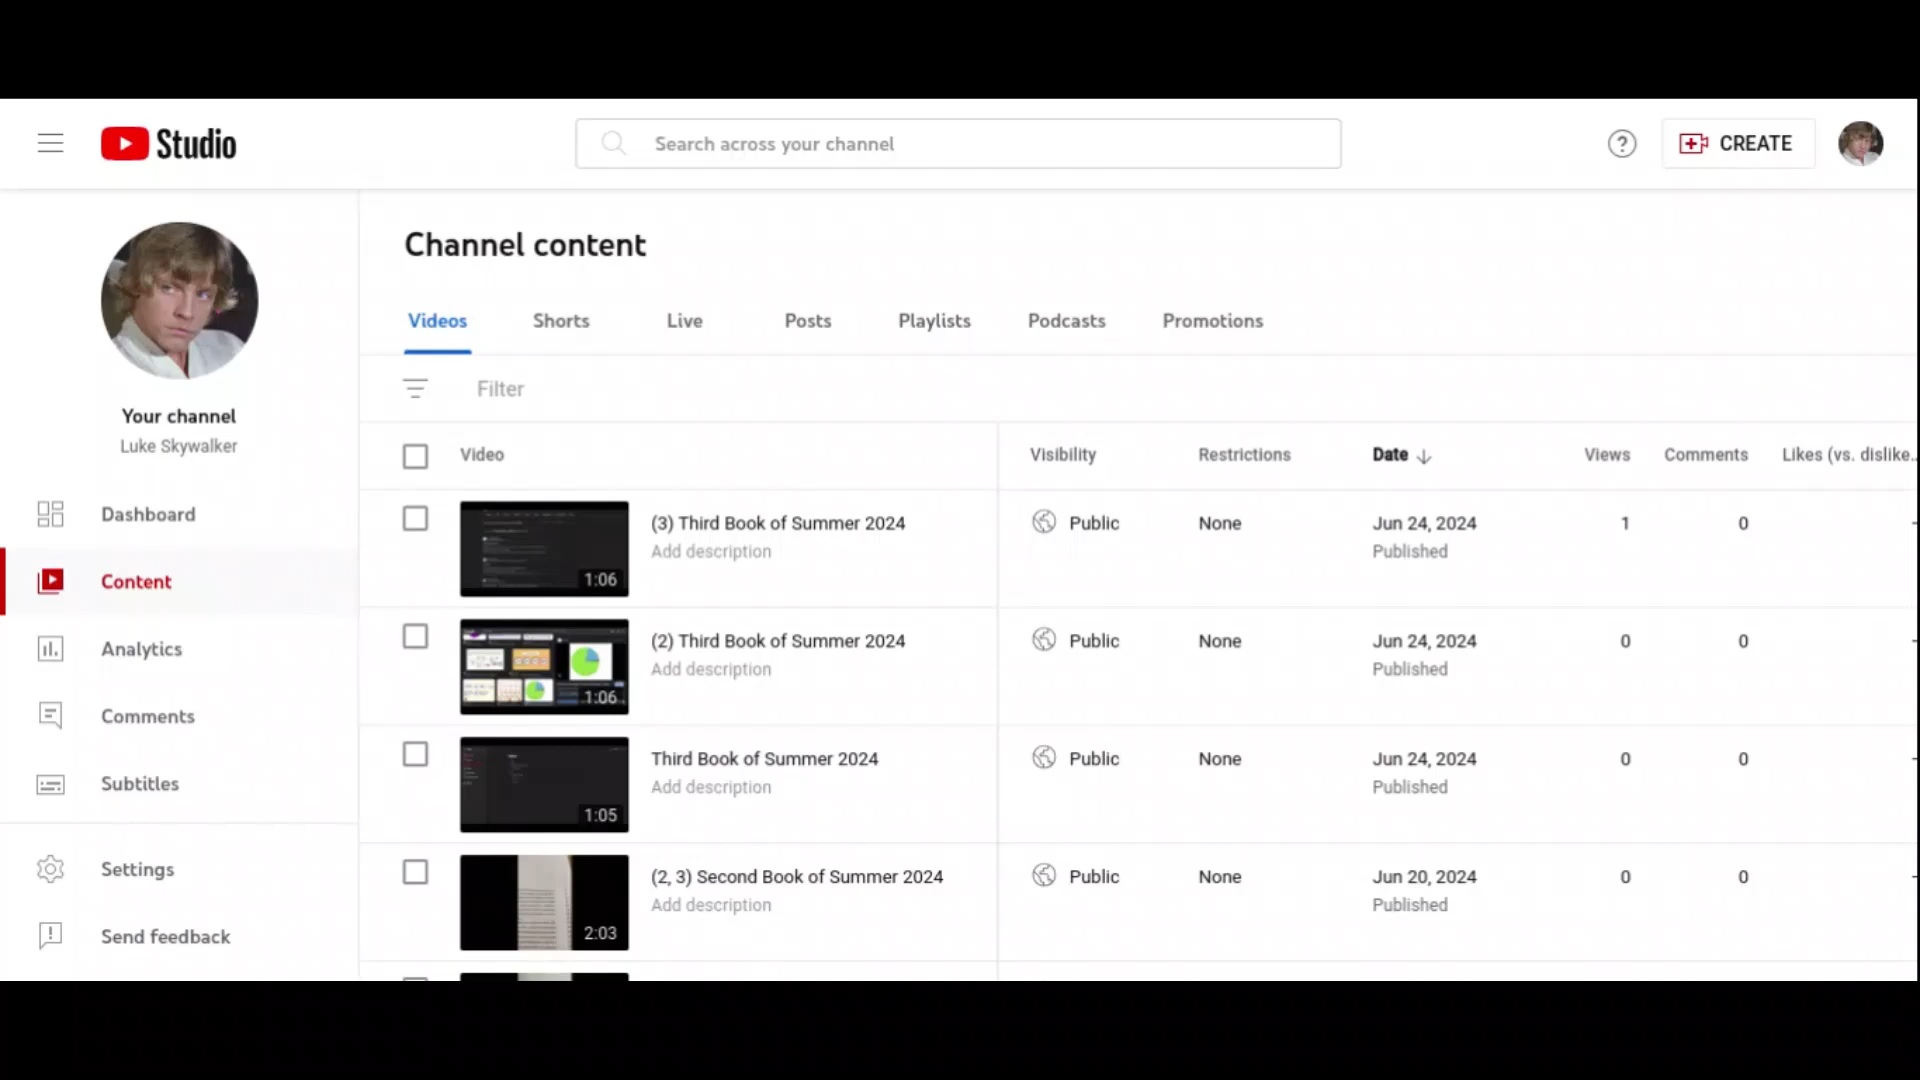 Studio
Search across your channel
CREATE
Your channel
Luke Skywalker
Dashboard
Content
Analytics
Comments
Subtitles
Settings
Send feedback
Channel content
Videos Shorts Live Posts Playlists Podcasts Promotions
Filter
Video Visibility Restrictions Date Views Comments Likes (vs. dislike..
1:06 (3) Third Book of Summer 2024 Public None Jun 24, 2024 1 0
Add description Published
1:06 (2) Third Book of Summer 2024 Public None Jun 24, 2024 0 0
Add description Published
1:05 Third Book of Summer 2024 Public None Jun 24, 2024 0 0
Add description Published
2:03 (2, 3) Second Book of Summer 2024 Public None Jun 20, 2024 0 0
Add description Published